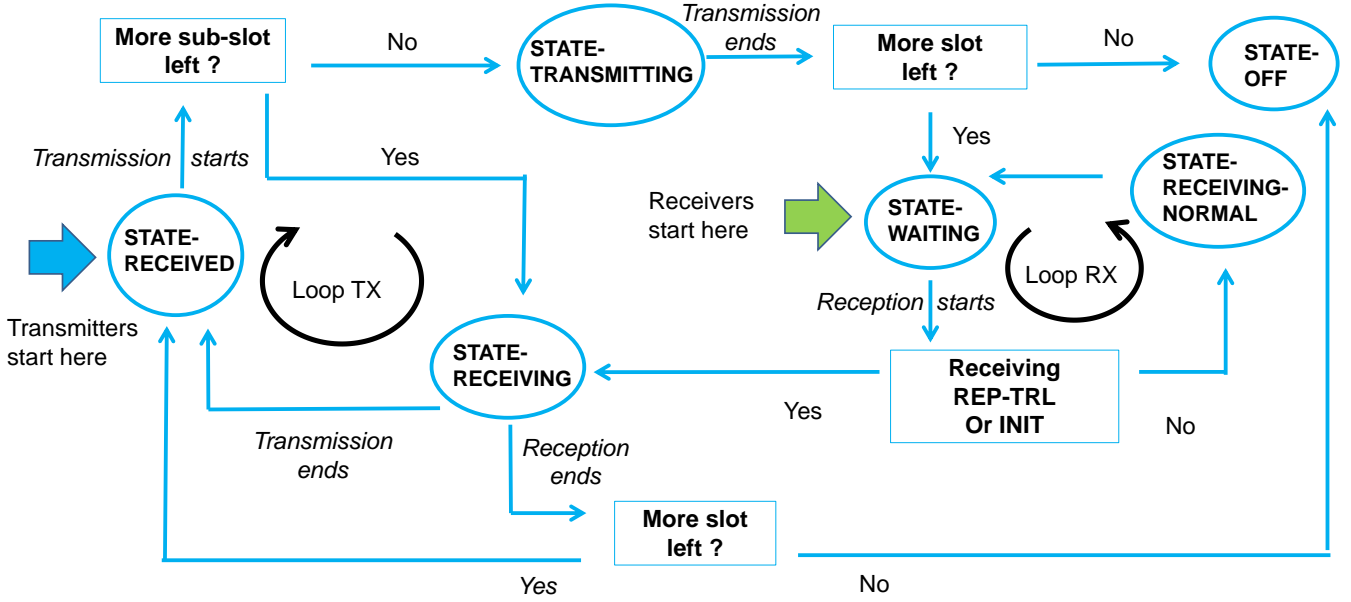 More sub-slot
left ?
No
STATE-
TRANSMITTING
Transmission
ends
More slot
left ?
No
STATE-
OFF
Transmission starts
Yes
Yes
STATE-
RECEIVING-
NORMAL
STATE-
RECEIVED
Loop TX
Receivers
start here
STATE-
WAITING
Loop RX
Reception starts
Transmitters
start here
STATE-
RECEIVING
Receiving
REP-TRL
Or INIT
Yes
No
Transmission
ends
Reception
ends
More slot
left ?
Yes
No